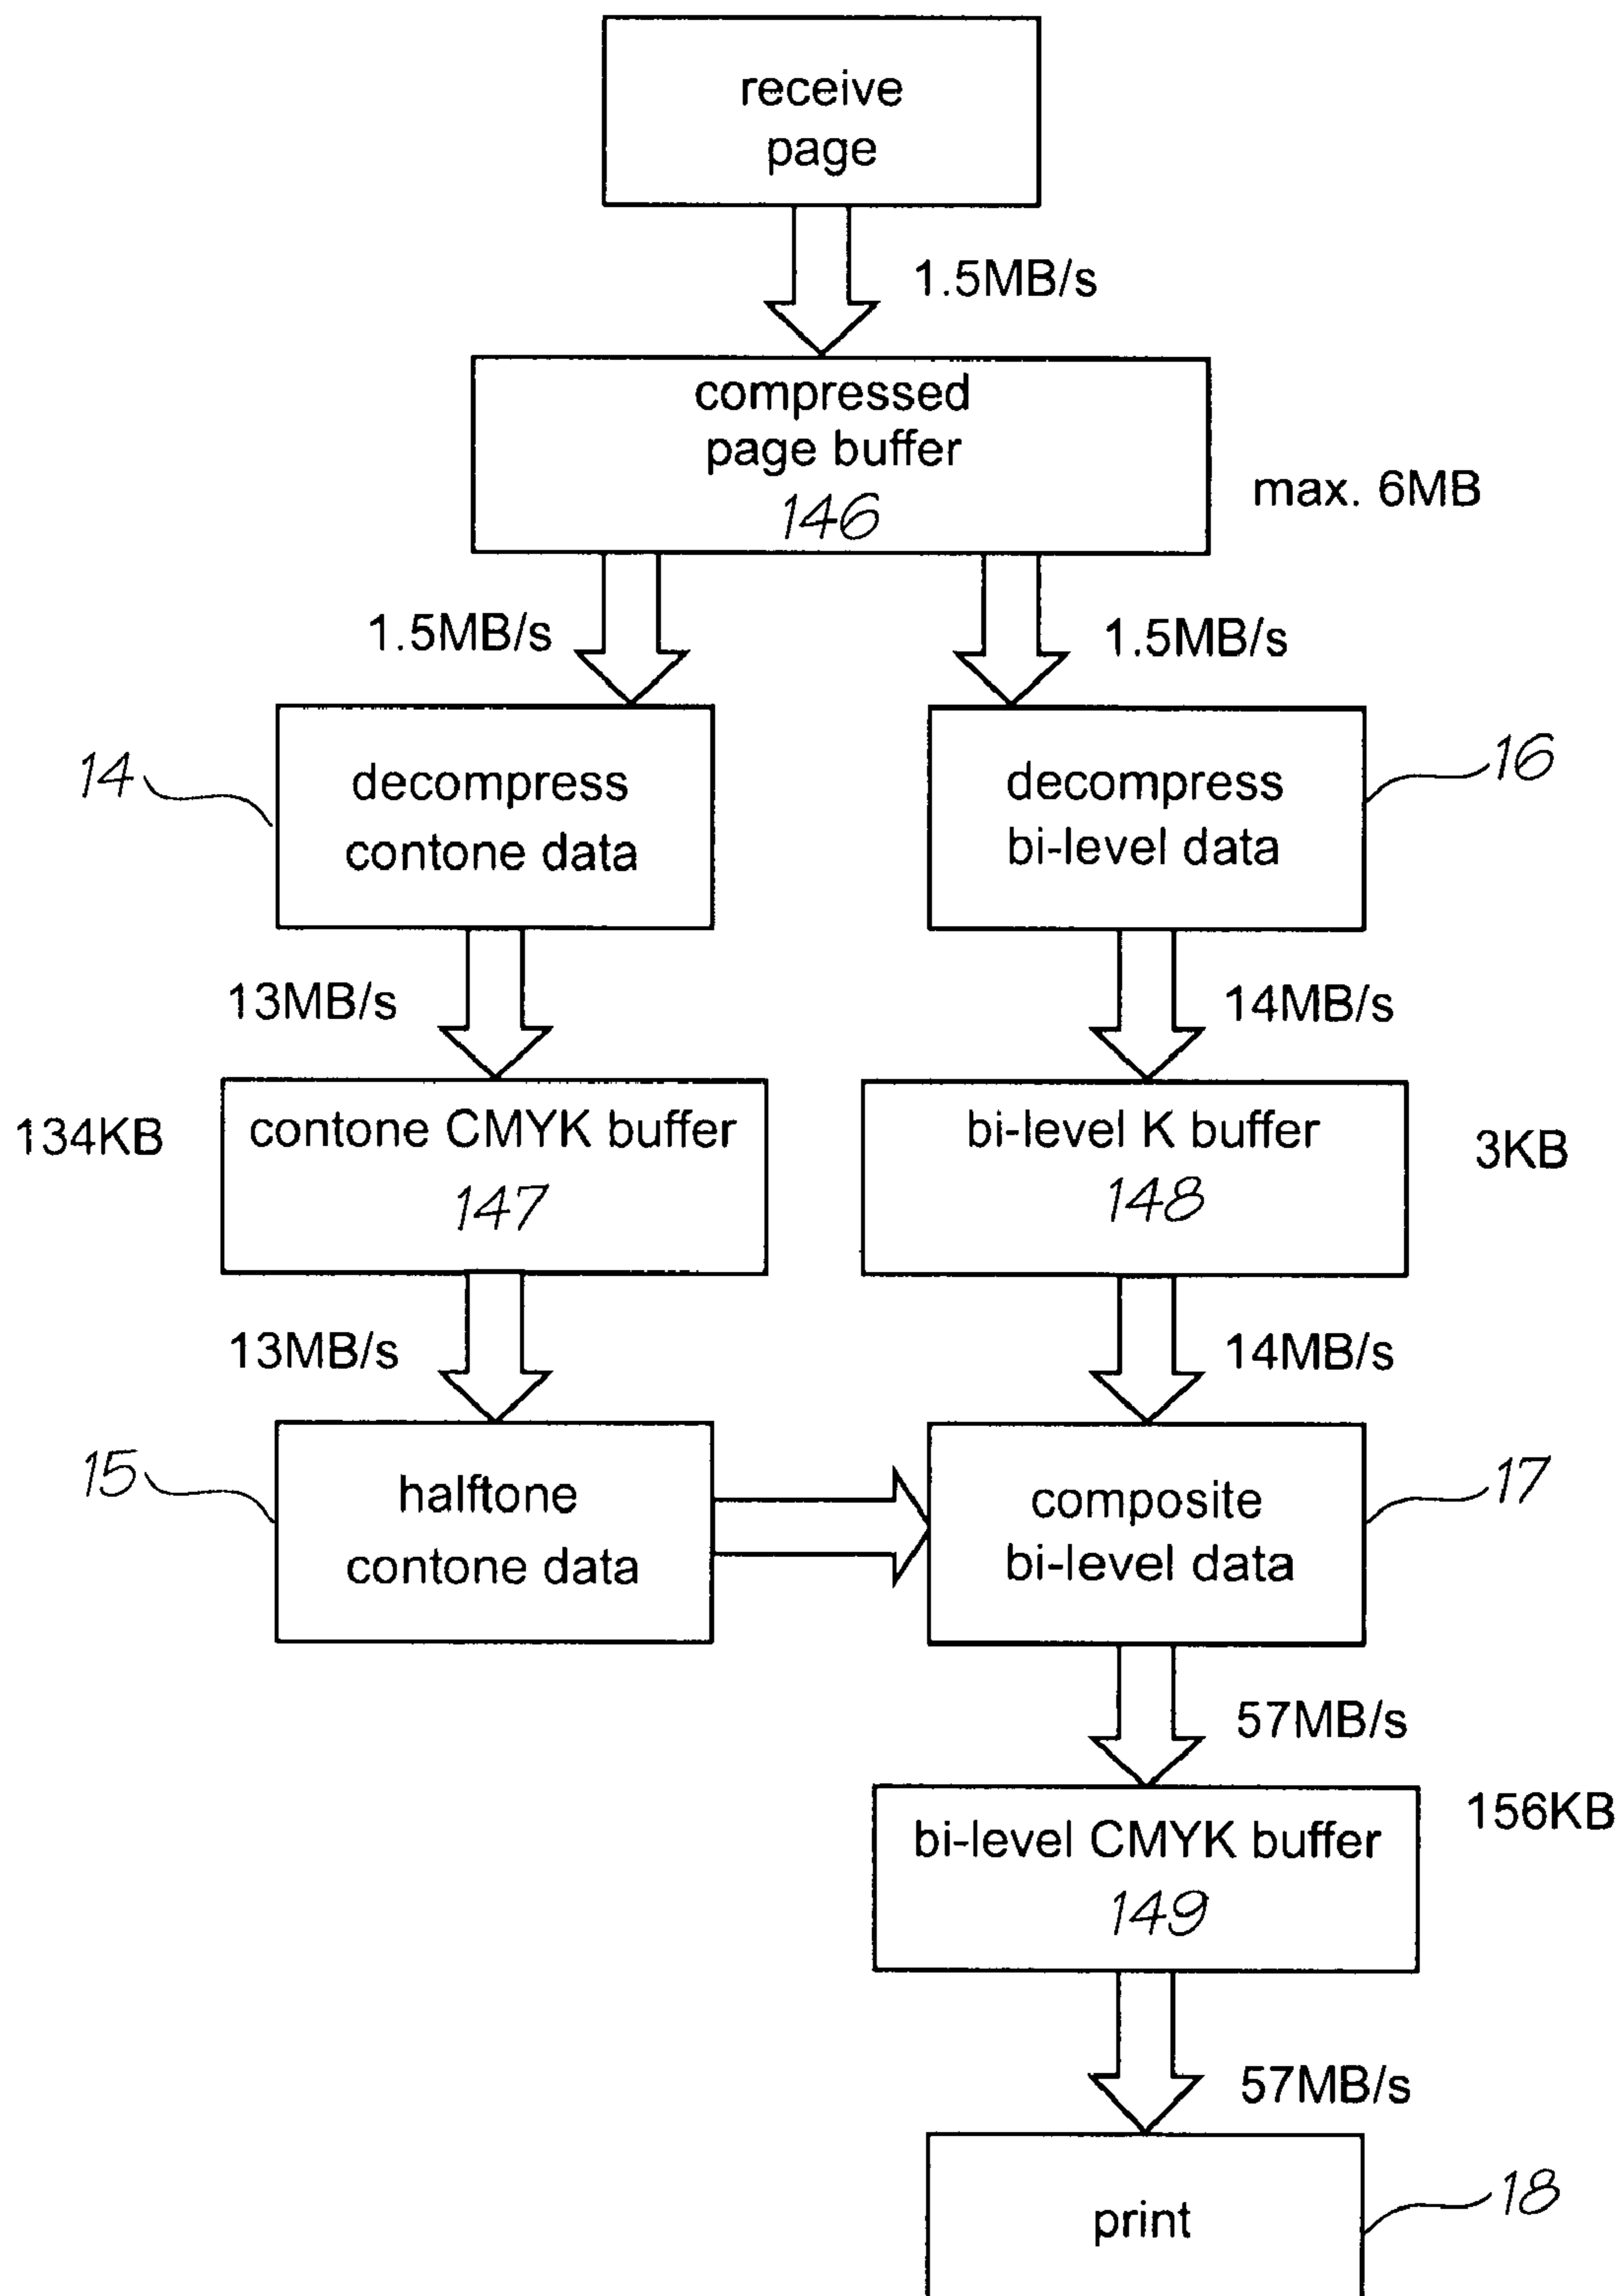 receive
page
1.5MB/s
compressed
page buffer
146
max. 6MB
1.5MB/s
1.5MB/s
14
decompress
contone data
decompress
bi-level data
16
13MB/s
14MB/s
134KB
contone CMYK buffer
147
bi-level K buffer
148
3KB
13MB/s
14MB/s
15
halftone
contone data
composite
bi-level data
17
57MB/s
156KB
bi-level CMYK buffer
149
57MB/s
print
18